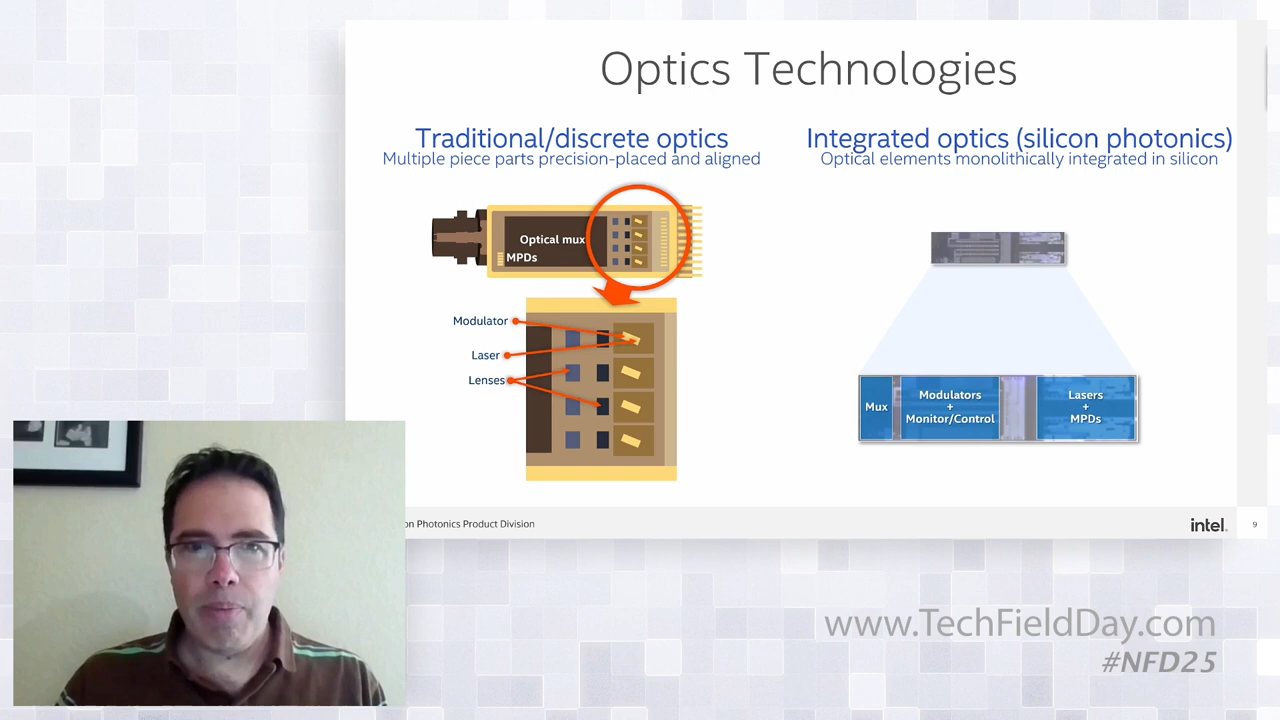 Optics Technologies
Traditional/discrete optics
Multiple piece parts precision-placed and aligned
Integrated optics (silicon photonics)
Optical elements monolithically integrated in silicon
Optical mux
MPDs
Modulator
Laser
Lenses
Mux
Modulators
+
Monitor/Control
Lasers
+
MPDs
on Photonics Product Division
intel.
9
www.TechFieldDay.com
#NFD25